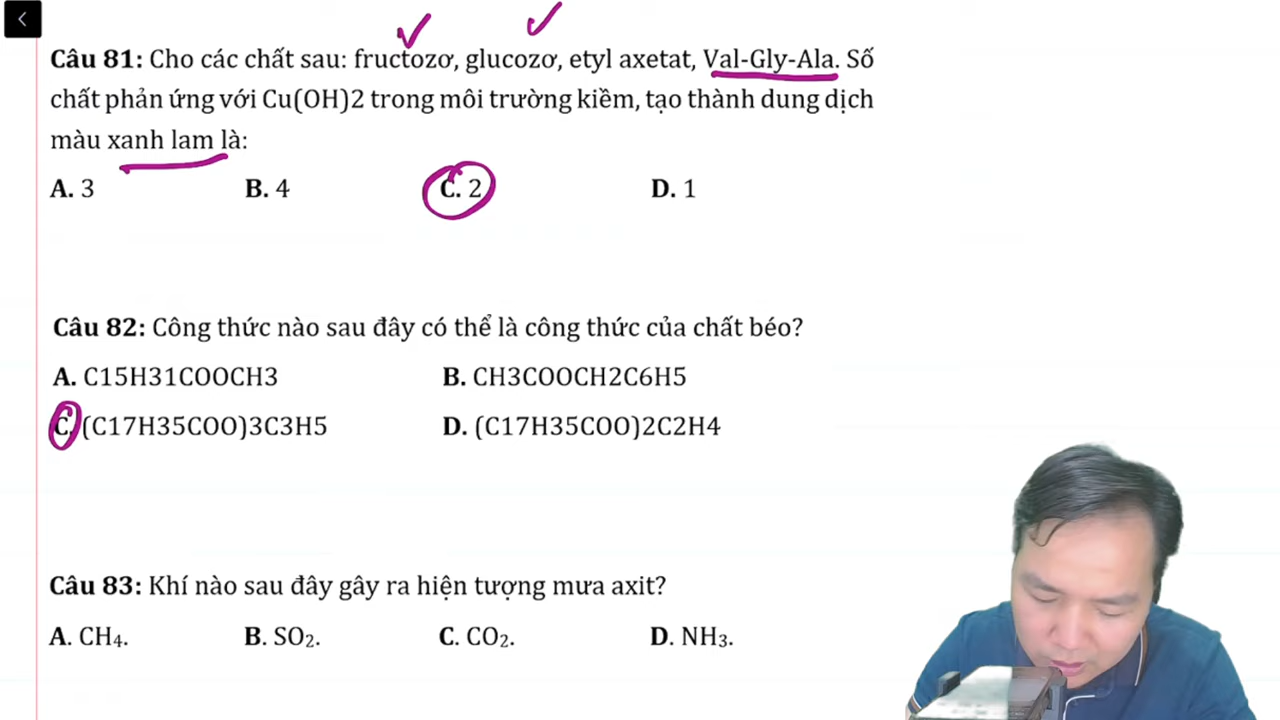 Câu 81: Cho các chất sau: fructozơ, glucozơ, etyl axetat, Val-Gly-Ala. Số
chất phản ứng với Cu(OH)2 trong môi trường kiềm, tạo thành dung dịch
màu xanh lam là:
A. 3 B. 4 C. 2 D. 1
Câu 82: Công thức nào sau đây có thể là công thức của chất béo?
A. C15H31COOCH3 B. CH3COOCH2C6H5
C. (C17H35COO)3C3H5 D. (C17H35COO)2C2H4
Câu 83: Khí nào sau đây gây ra hiện tượng mưa axit?
A. CH₄. B. SO₂. C. CO₂. D. NH₃.